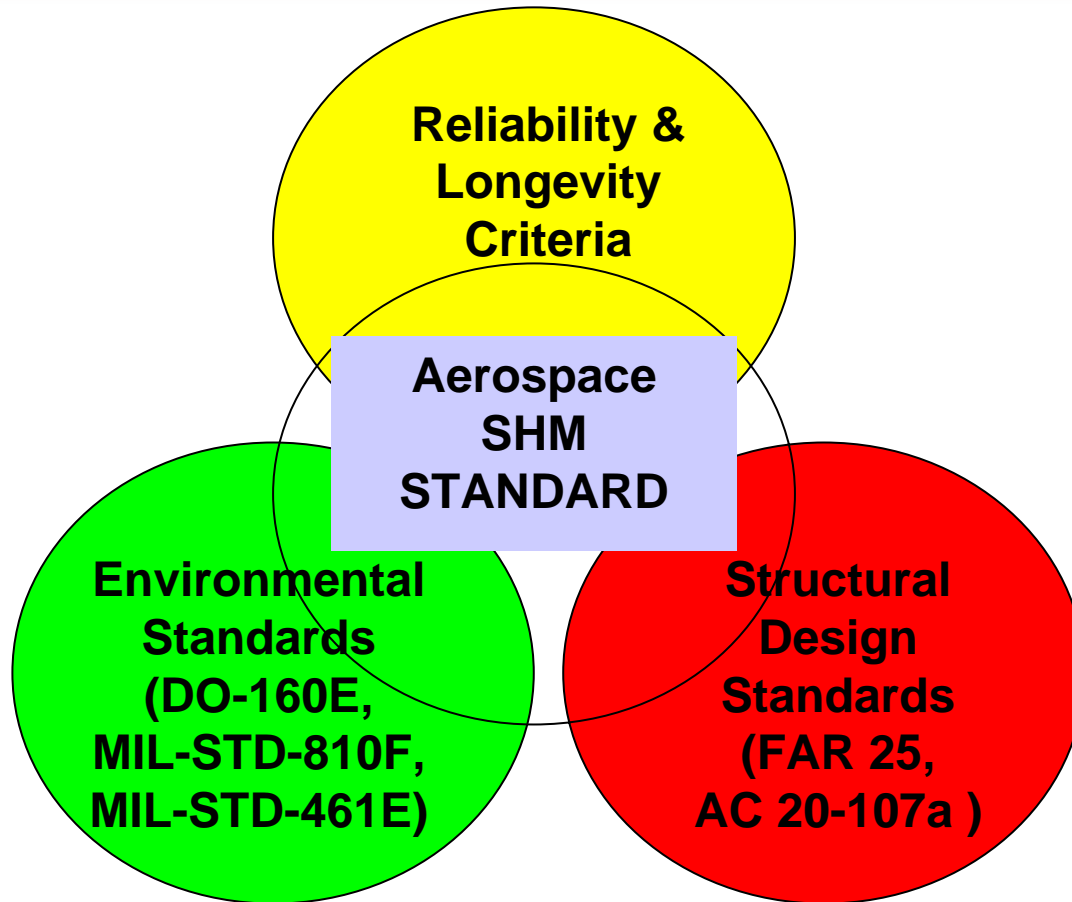 Reliability &
Longevity
Criteria
Aerospace
SHM
STANDARD
Environmental
Standards
(DO-160E,
MIL-STD-810F,
MIL-STD-461E)
Structural
Design
Standards
(FAR 25,
AC 20-107a )